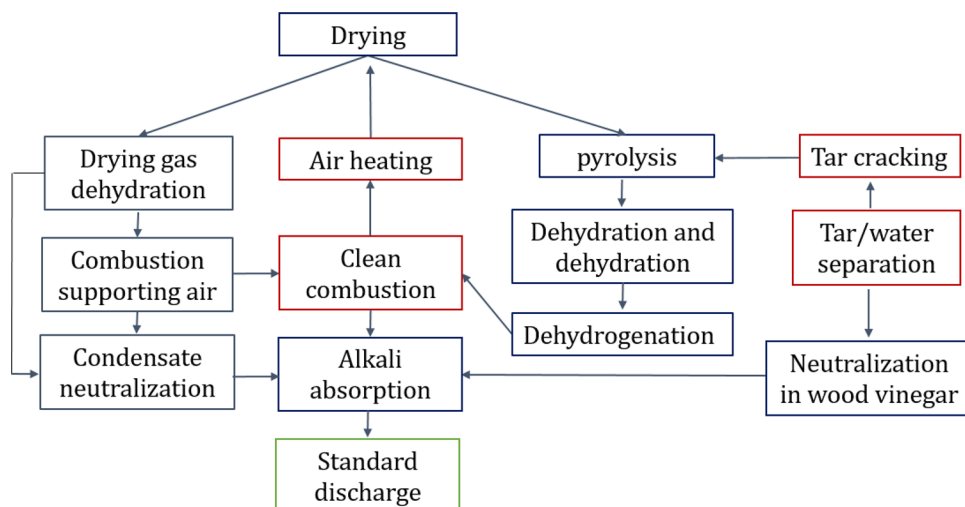 Drying
Drying gas
dehydration
Air heating
pyrolysis
Tar cracking
Combustion
supporting air
Clean
combustion
Dehydration and
dehydration
Tar/water
separation
Dehydrogenation
Condensate
neutralization
Alkali
absorption
Neutralization
in wood vinegar
Standard
discharge